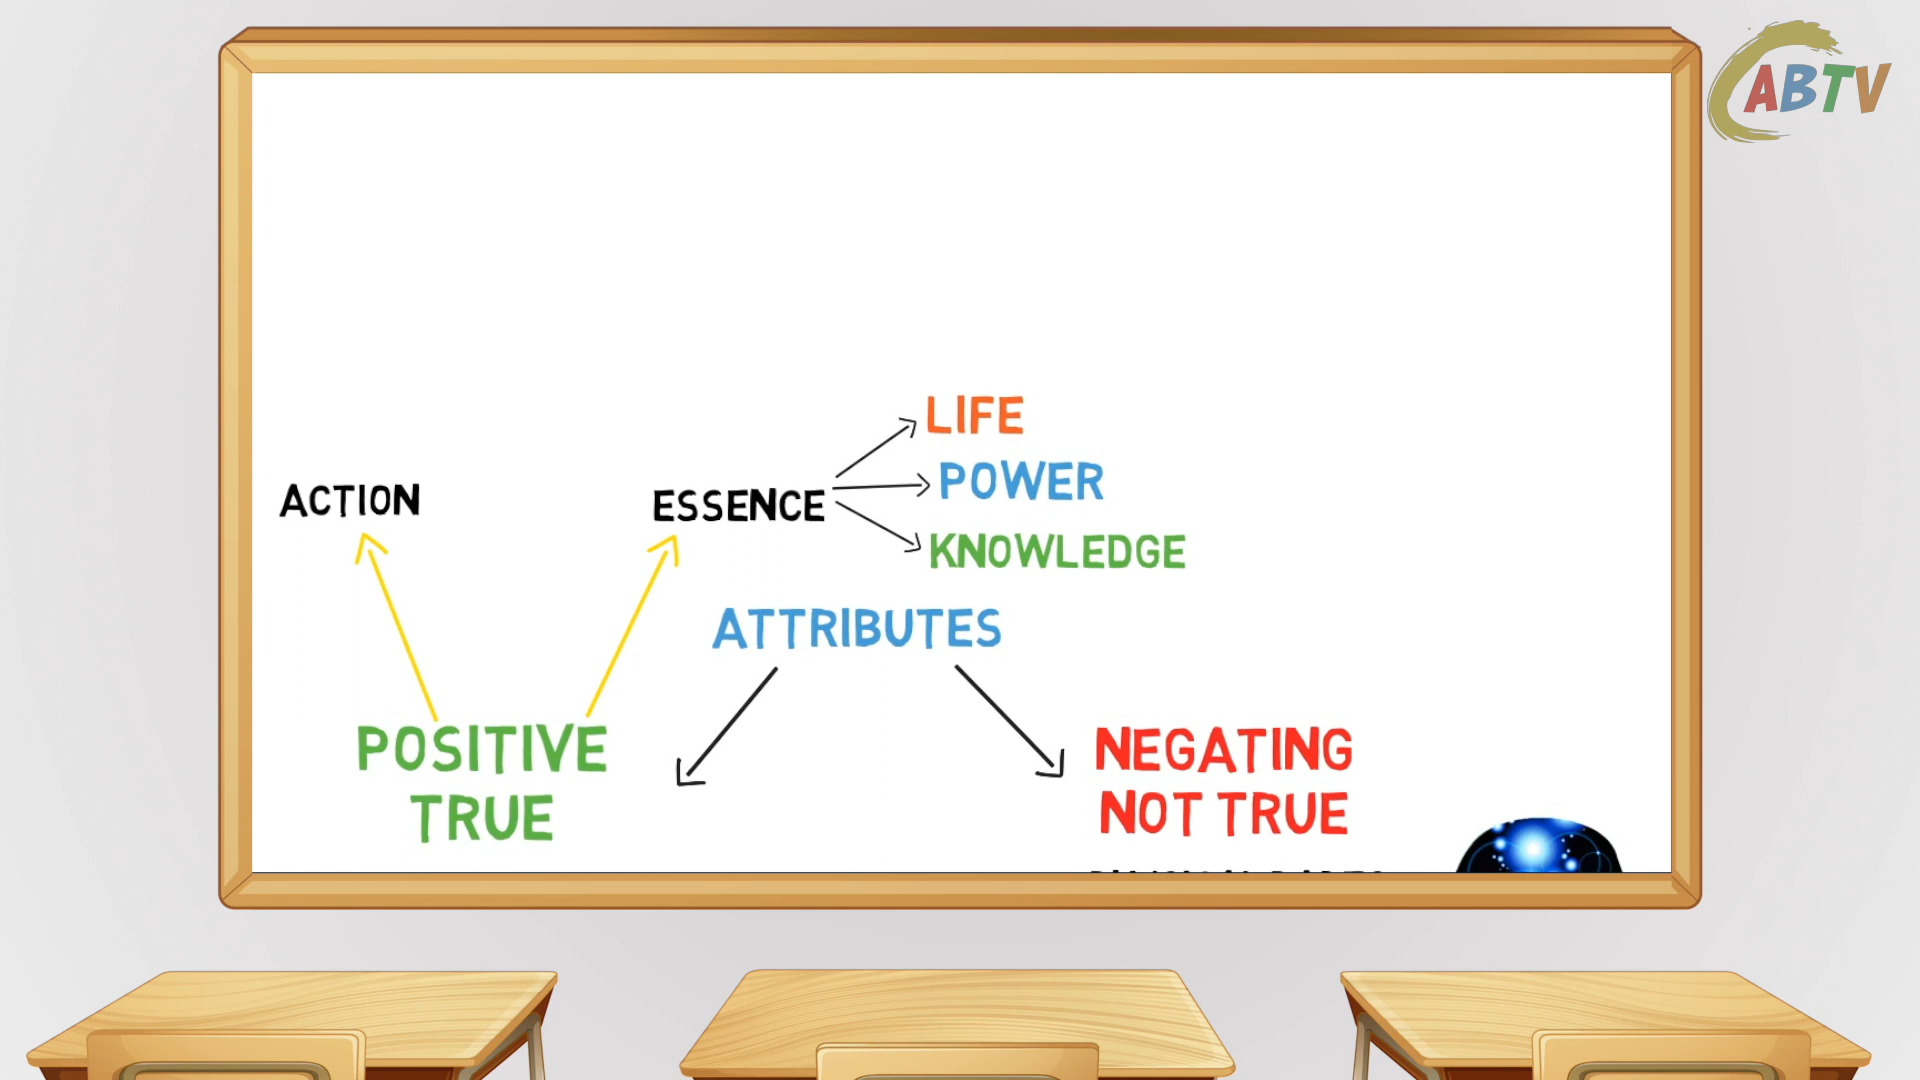 ABTV
LIFE
POWER
ACTION
ESSENCE
KNOWLEDGE
ATTRIBUTES
POSITIVE
TRUE
NEGATING
NOT TRUE